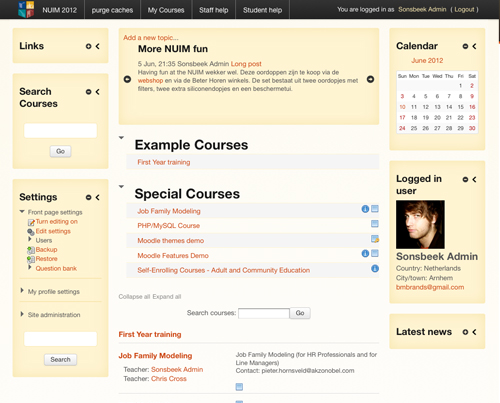 NUIM 2012 purge caches My Courses Staff help Student help You are logged in as Sonsbeek Admin ( Logout )
Links
Search Courses
Go
Settings
Front page settings
Turn editing on
Edit settings
Users
Backup
Restore
Question bank
My profile settings
Site administration
Search
Add a new topic...
More NUIM fun
5 Jun, 21:35 Sonsbeek Admin Long post
Having fun at the NUIM wekker wel. Deze oordoppen zijn te koop via de
webshop en via de Beter Horen winkels. De set bestaat uit twee oordopjes met
filters, twee extra siliconendopjes en een beschermetui.
Example Courses
First Year training
Special Courses
Job Family Modeling
PHP/MySQL Course
Moodle themes demo
Moodle Features Demo
Self-Enrolling Courses - Adult and Community Education
Collapse all Expand all
Search courses: Go
First Year training
Job Family Modeling
Teacher: Sonsbeek Admin
Teacher: Chris Cross
Job Family Modeling (for HR Professionals and for
Line Managers)
Contact: pieter.hornsveld@akzonobel.com
Calendar
June 2012
Sun Mon Tue Wed Thu Fri Sat
1 2
3 4 5 6 7 8 9
10 11 12 13 14 15 16
17 18 19 20 21 22 23
24 25 26 27 28 29 30
Logged in
user
Sonsbeek Admin
Country: Netherlands
City/town: Arnhem
bmbrands@gmail.com
Latest news